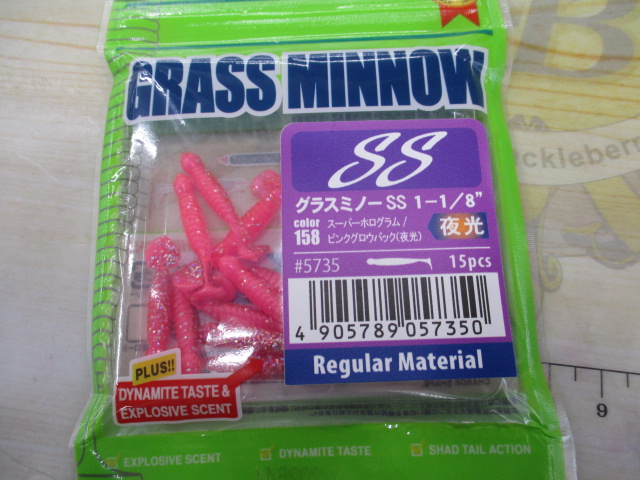 GRASS MINNOW
B
ckleberr
SS
グラスミノーSS 1-1/8"
color 158
スーパーホログラム/
ピンクグロウバック(夜光)
夜光
#5735
15pcs
4 905789 057350
Regular Material
PLUS!!
DYNAMITE TASTE &
EXPLOSIVE SCENT
9
EXPLOSIVE SCENT
DYNAMITE TASTE
SHAD TAIL ACTION